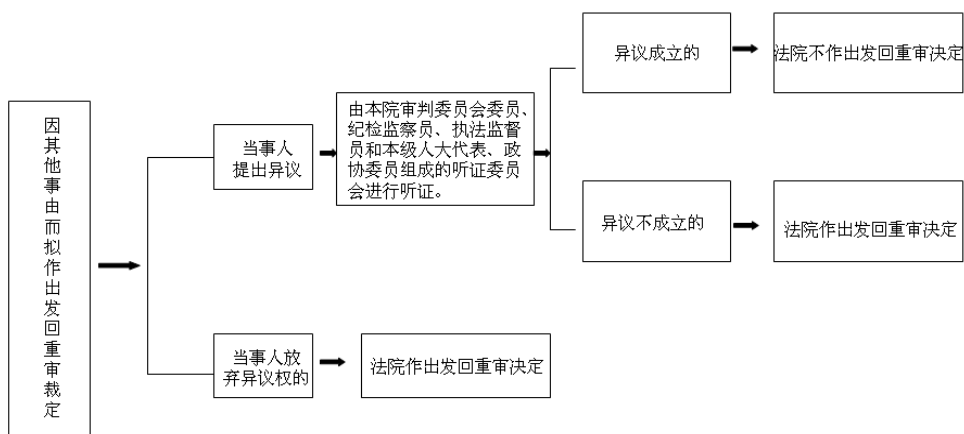 因
其
他
事
由
而
拟
作
出
发
回
重
审
裁
定
当事人
提出异议
由本院审判委员会委员、
纪检监察员、执法监督
员和本级人大代表、政
协委员组成的听证委员
会进行听证。
异议成立的
法院不作出发回重审决定
异议不成立的
法院作出发回重审决定
当事人放
弃异议权的
法院作出发回重审决定